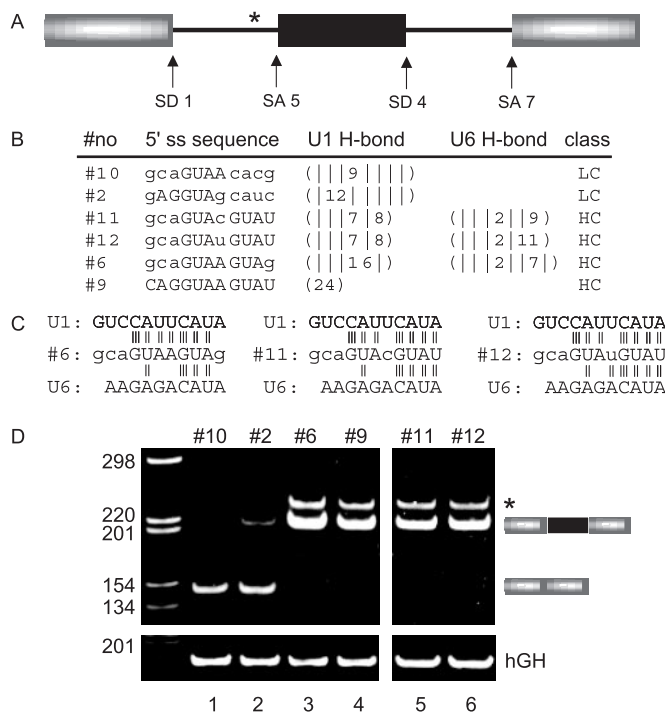 A
*
SD 1 SA 5 SD 4 SA 7
B
#no 5' ss sequence U1 H-bond U6 H-bond class
#10 gcaGUAAcacg (|||9||||) LC
#2 gAGGUAgcauc (|12|||||) LC
#11 gcaGUAcGUAU (|||7|8) (|||2||9) HC
#12 gcaGUAuGUAU (|||7|8) (|||2|11) HC
#6 gcaGUAAGUAg (|||16|) (|||2||7|) HC
#9 CAGGUAAGUAU (24) HC
C
U1: GUCCAUUCAUA U1: GUCCAUUCAUA U1: GUCCAUUCAUA
#6: gcaGUAAGUAg #11: gcaGUAcGUAU #12: gcaGUAuGUAU
U6: AAGAGACAUA U6: AAGAGACAUA U6: AAGAGACAUA
D
#10 #2 #6 #9 #11 #12
298
220
201
154
134
*
201
hGH
1 2 3 4 5 6